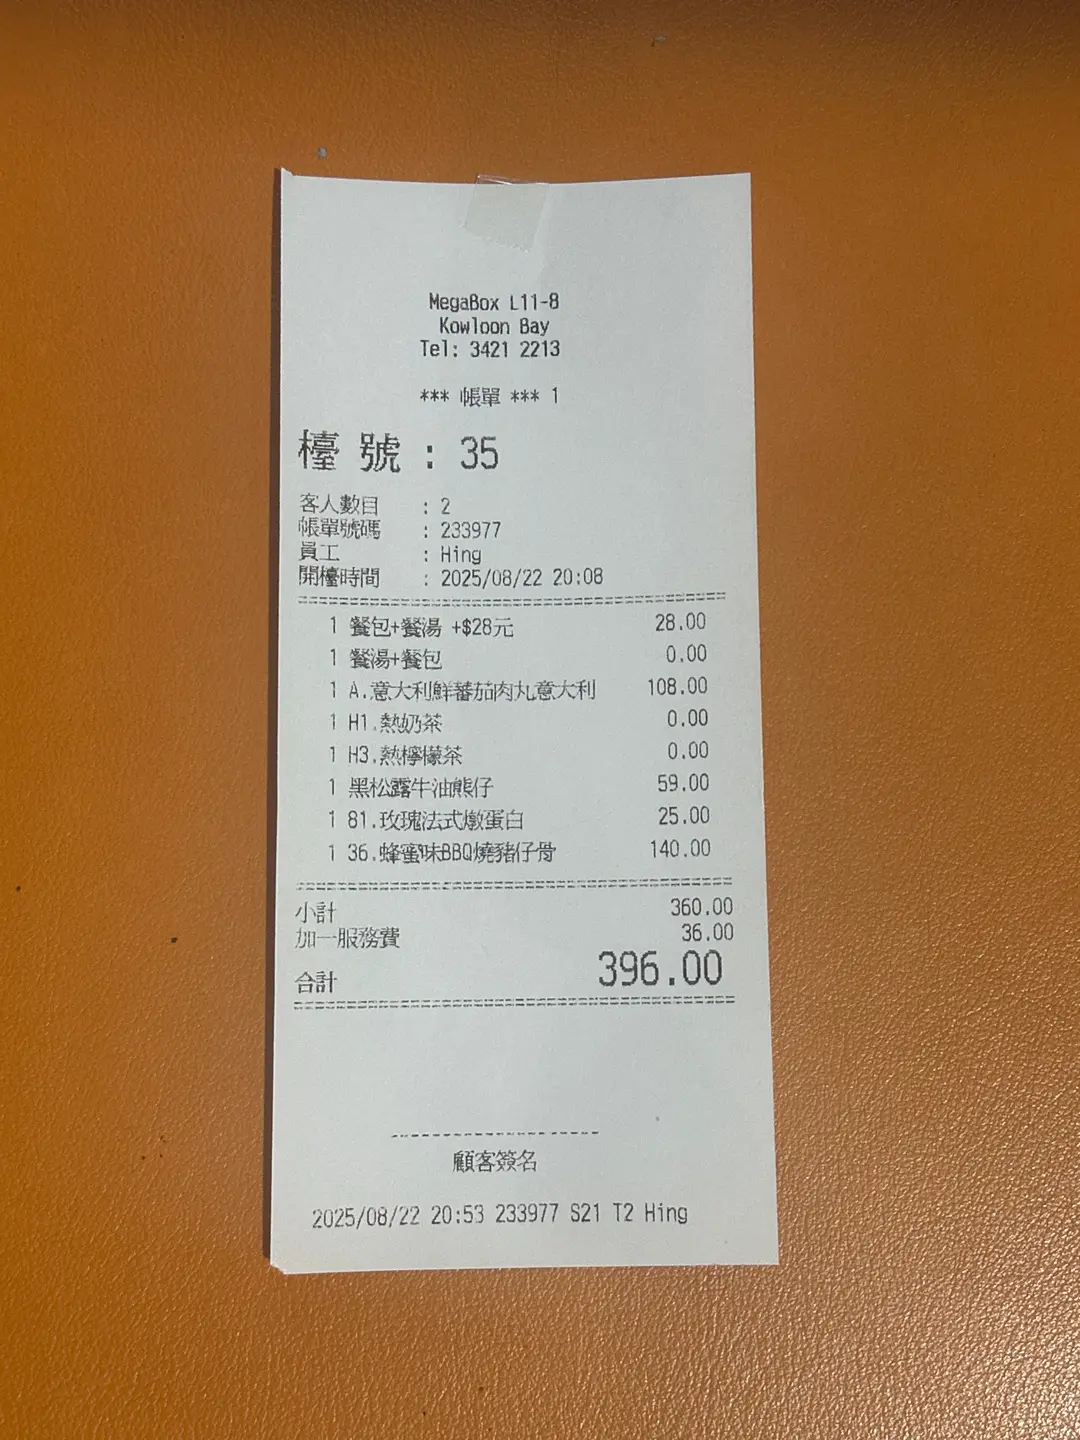 MegaBox L11-8
Kowloon Bay
Tel: 3421 2213
*** 帳單 *** 1
檯號 : 35
客人數目 : 2
帳單號碼 : 233977
員工 : Hing
開檯時間 : 2025/08/22 20:08
1 餐包+餐湯 +$28元 28.00
1 餐湯+餐包 0.00
1 A.意大利鮮蕃茄肉丸意大利 108.00
1 H1.熱奶茶 0.00
1 H3.熱檸檬茶 0.00
1 黑松露牛油熊仔 59.00
1 81.玫瑰法式燉蛋白 25.00
1 36.蜂蜜味BBQ燒豬仔骨 140.00
小計 360.00
加一服務費 36.00
合計 396.00
顧客簽名
2025/08/22 20:53 233977 S21 T2 Hing